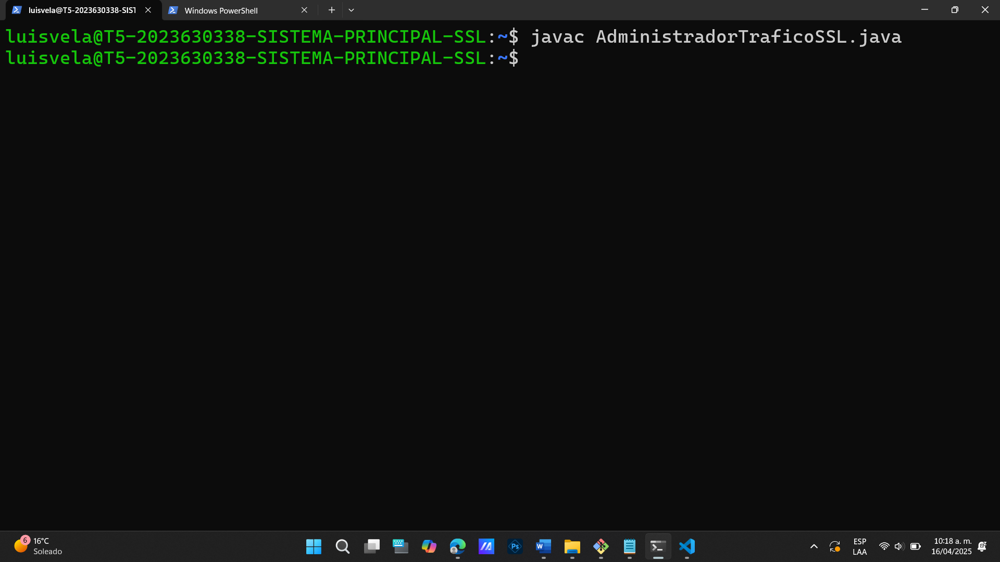 luisvela@T5-2023630338-SIST
Windows PowerShell
luisvela@T5-2023630338-SISTEMA-PRINCIPAL-SSL:~$ javac AdministradorTraficoSSL.java
luisvela@T5-2023630338-SISTEMA-PRINCIPAL-SSL:~$
6
16°C
Soleado
Ps
W
ESP
LAA
10:18 a. m.
16/04/2025